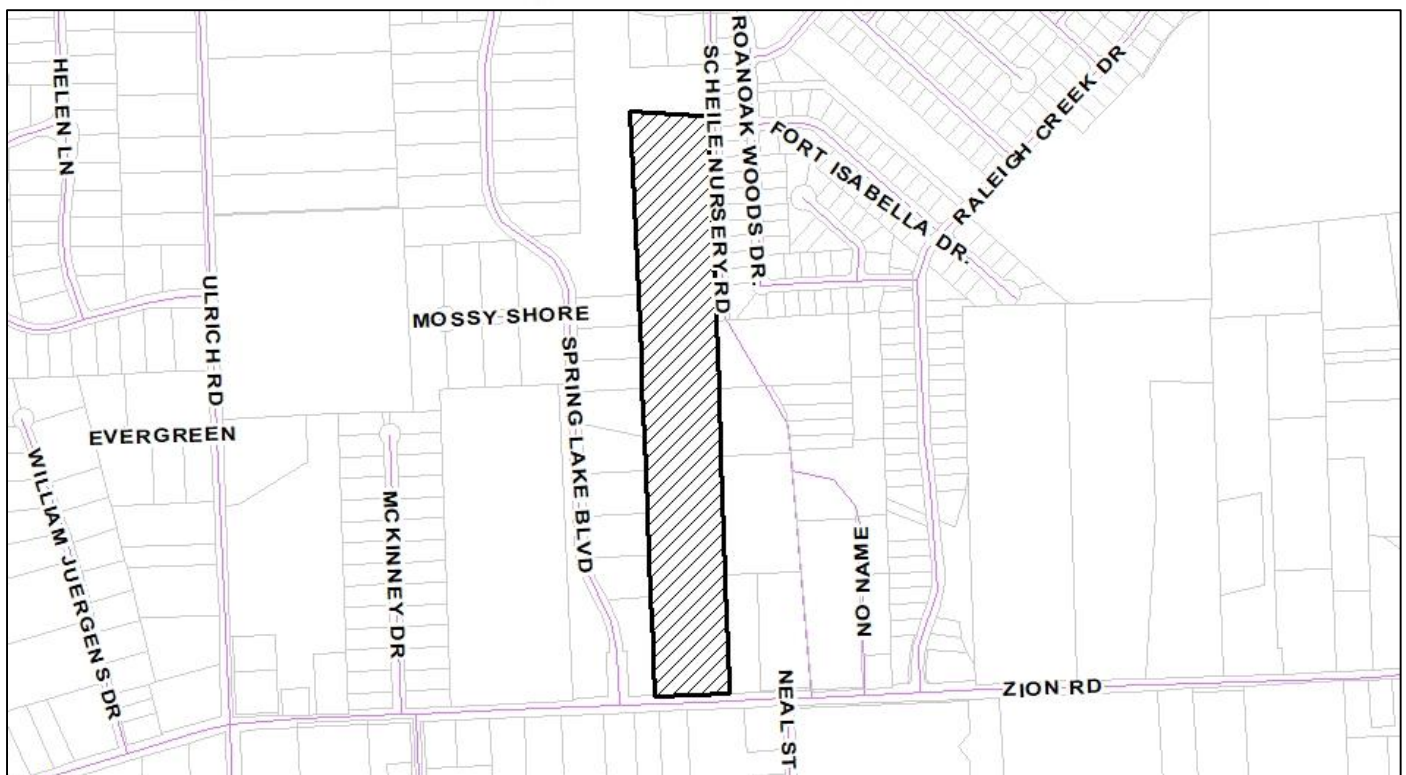 HELEN LN
ULRICH RD
SCHEILE NURSERY RD
ROANOAK WOODS DR.
FORT ISABELLA DR.
RALEIGH CREEK DR
MOSSY SHORE
SPRING LAKE BLVD
EVERGREEN
WILLIAM JUERGENS DR
MCKINNEY DR
NO NAME
NEAL ST
ZION RD